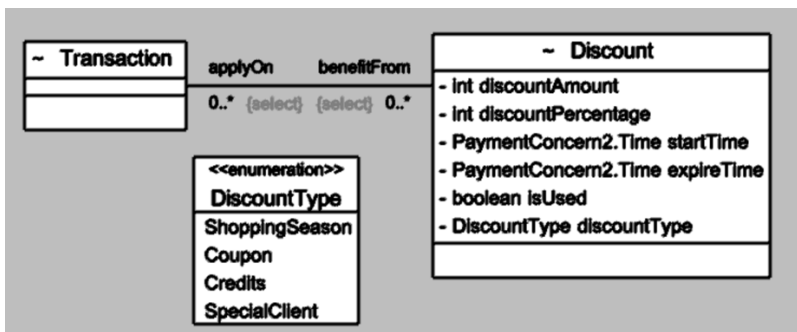 ~ Transaction
applyOn benefitFrom
0..* {select} {select} 0..*
~ Discount
- int discountAmount
- int discountPercentage
- PaymentConcern2.Time startTime
- PaymentConcern2.Time expireTime
- boolean isUsed
- DiscountType discountType
<<enumeration>>
DiscountType
ShoppingSeason
Coupon
Credits
SpecialClient